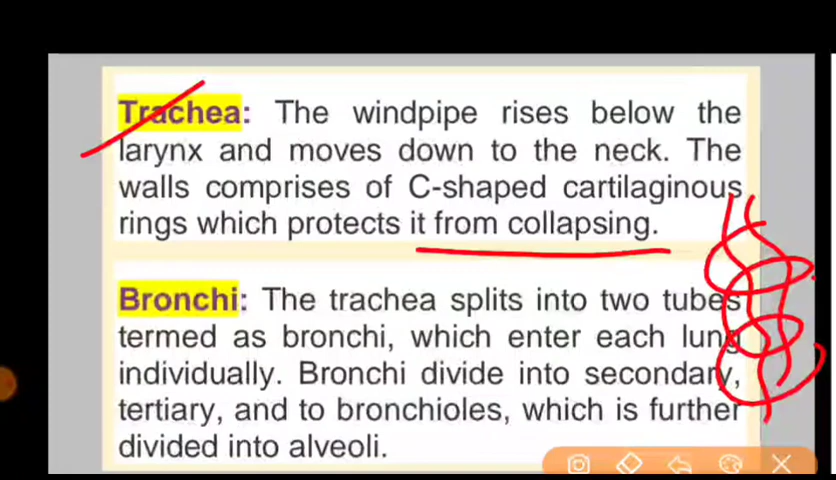 Trachea: The windpipe rises below the
larynx and moves down to the neck. The
walls comprises of C-shaped cartilaginous
rings which protects it from collapsing.
Bronchi: The trachea splits into two tubes
termed as bronchi, which enter each lung
individually. Bronchi divide into secondary,
tertiary, and to bronchioles, which is further
divided into alveoli.